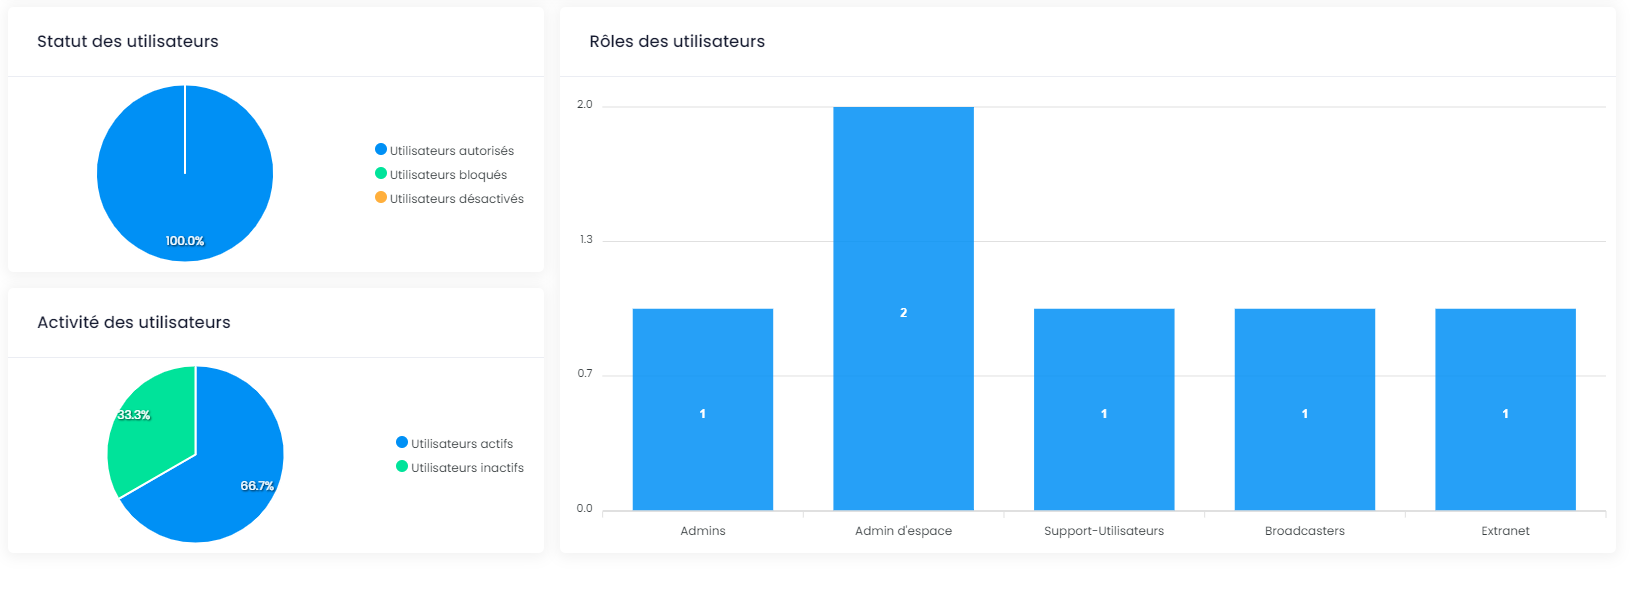 Statut des utilisateurs
100.0%
Utilisateurs autorisés
Utilisateurs bloqués
Utilisateurs désactivés
Activité des utilisateurs
33.3%
66.7%
Utilisateurs actifs
Utilisateurs inactifs
Rôles des utilisateurs
2.0
1.3
0.7
0.0
1
2
1
1
1
Admins
Admin d'espace
Support-Utilisateurs
Broadcasters
Extranet